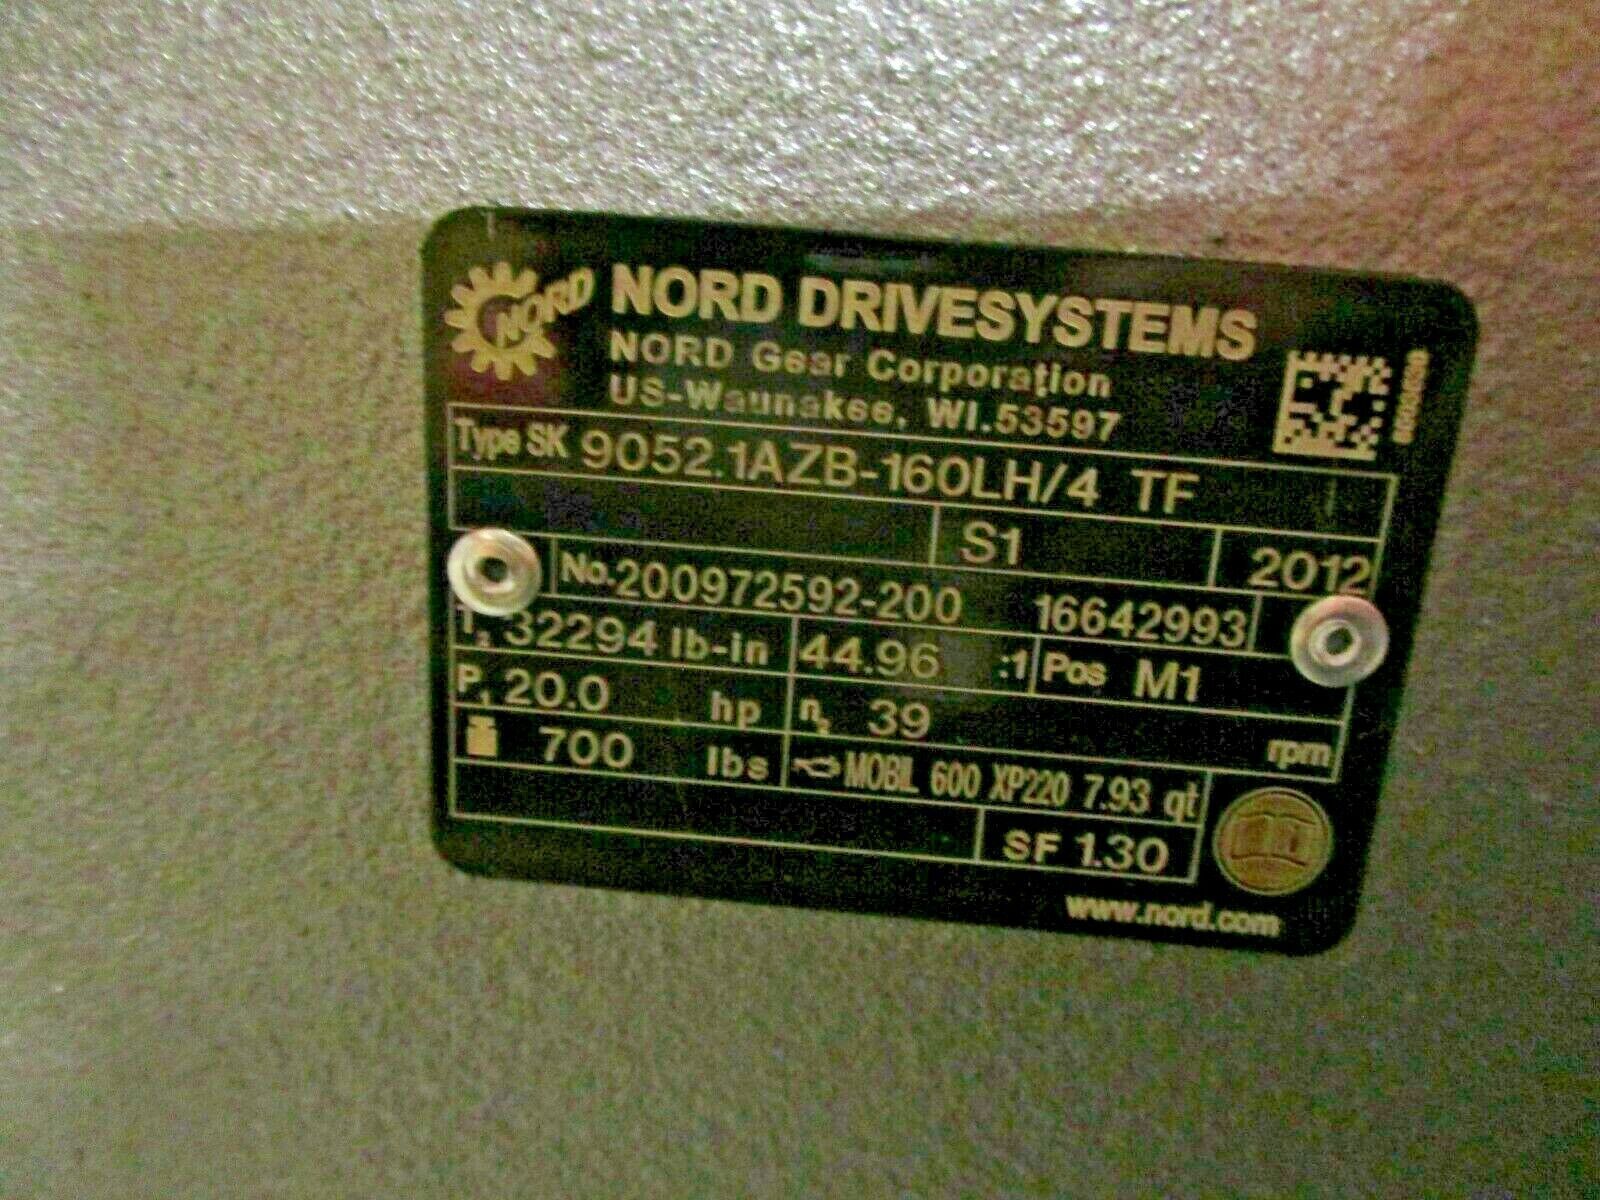 NORD NORD DRIVESYSTEMS
NORD Gear Corporation
US-Waunakee, WI.53597
Type SK 9052.1AZB-160LH/4 TF
S1 2012
No. 200972592-200 16642993
T2 32294 lb-in 44.96 :1 Pos M1
P1 20.0 hp n2 39 rpm
700 lbs MOBIL 600 XP220 7.93 qt
SF 1.30
www.nord.com